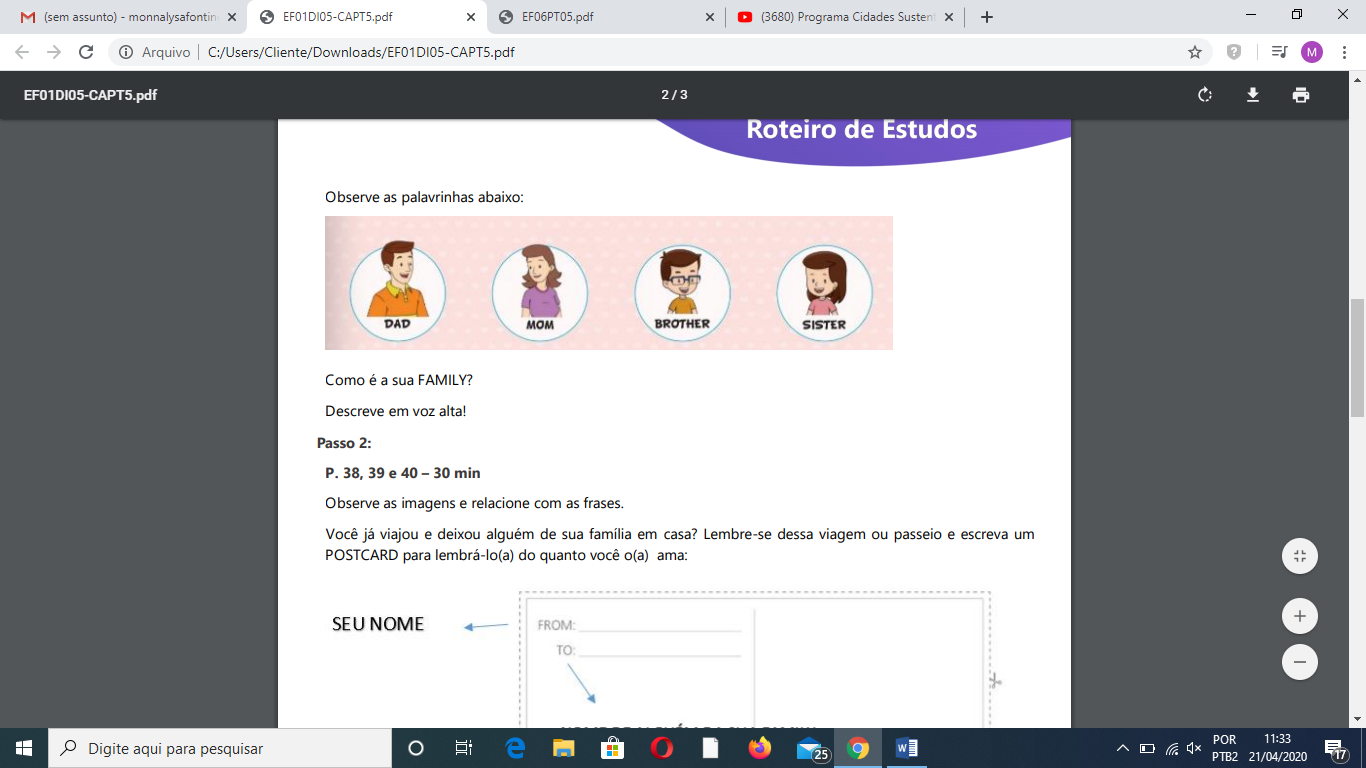 (sem assunto) - monnalysafontin
EF01DI05-CAPT5.pdf
EF06PT05.pdf
(3680) Programa Cidades Sustent
Arquivo
C:/Users/Cliente/Downloads/EF01DI05-CAPT5.pdf
M
EF01DI05-CAPT5.pdf
2 / 3
Roteiro de Estudos
Observe as palavrinhas abaixo:
DAD
MOM
BROTHER
SISTER
Como é a sua FAMILY?
Descreve em voz alta!
Passo 2:
P. 38, 39 e 40 – 30 min
Observe as imagens e relacione com as frases.
Você já viajou e deixou alguém de sua família em casa? Lembre-se dessa viagem ou passeio e escreva um
POSTCARD para lembrá-lo(a) do quanto você o(a) ama:
SEU NOME
FROM:
TO:
Digite aqui para pesquisar
25
POR
PTB2
11:33
21/04/2020
17